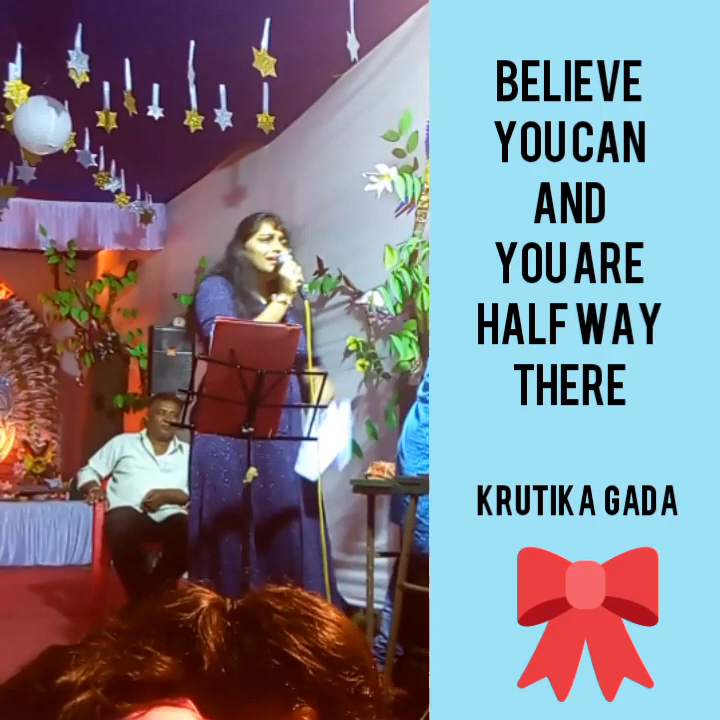 BELIEVE
YOU CAN
AND
YOU ARE
HALF WAY
THERE
KRUTIKA GADA